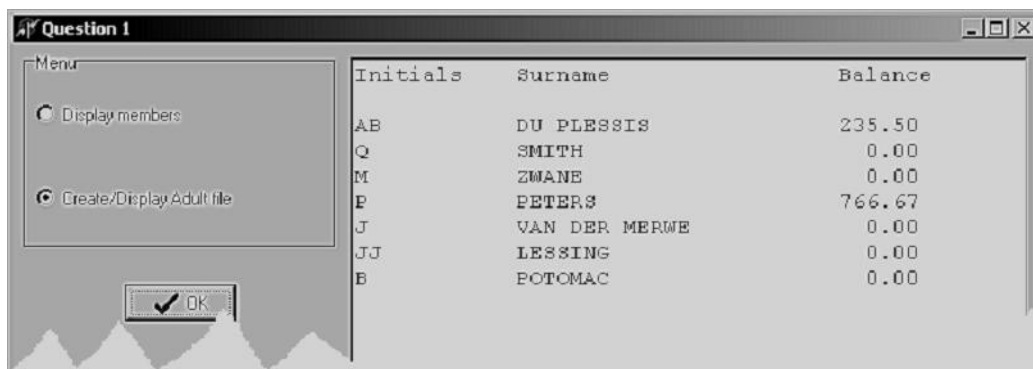 Question 1
Menu
Display members
Create/Display Adult file
OK
Initials Surname Balance
AB DU PLESSIS 235.50
Q SMITH 0.00
M ZWANE 0.00
P PETERS 766.67
J VAN DER MERWE 0.00
JJ LESSING 0.00
B POTOMAC 0.00